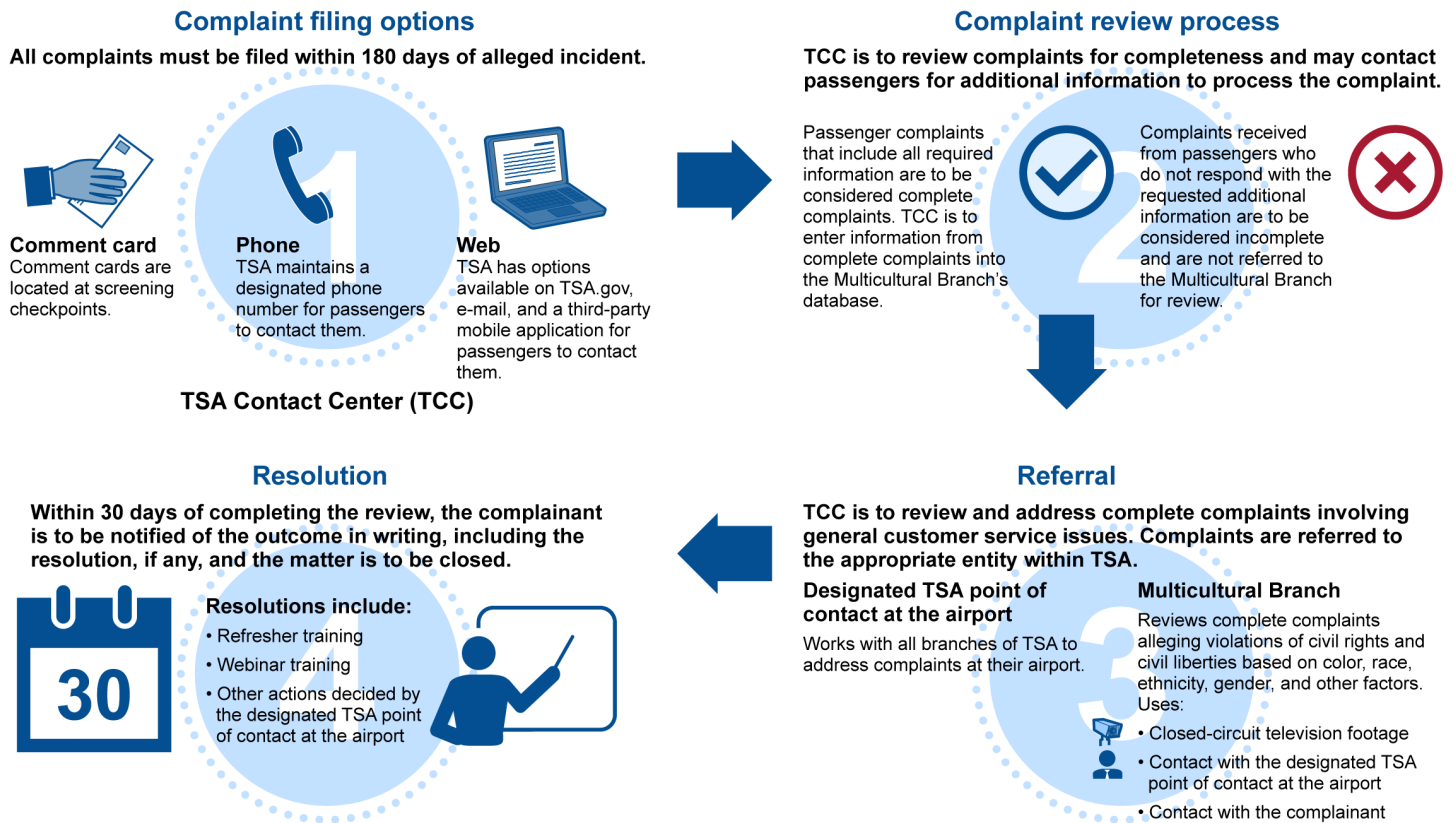 Complaint filing options
All complaints must be filed within 180 days of alleged incident.
1
Comment card
Comment cards are
located at screening
checkpoints.
Phone
TSA maintains a
designated phone
number for passengers
to contact them.
Web
TSA has options
available on TSA.gov,
e-mail, and a third-party
mobile application for
passengers to contact
them.
TSA Contact Center (TCC)
Complaint review process
TCC is to review complaints for completeness and may contact
passengers for additional information to process the complaint.
2
Passenger complaints
that include all required
information are to be
considered complete
complaints. TCC is to
enter information from
complete complaints into
the Multicultural Branch's
database.
Complaints received
from passengers who
do not respond with the
requested additional
information are to be
considered incomplete
and are not referred to
the Multicultural Branch
for review.
Referral
TCC is to review and address complete complaints involving
general customer service issues. Complaints are referred to
the appropriate entity within TSA.
3
Designated TSA point of
contact at the airport
Works with all branches of TSA to
address complaints at their airport.
Multicultural Branch
Reviews complete complaints
alleging violations of civil rights and
civil liberties based on color, race,
ethnicity, gender, and other factors.
Uses:
• Closed-circuit television footage
• Contact with the designated TSA
point of contact at the airport
• Contact with the complainant
Resolution
Within 30 days of completing the review, the complainant
is to be notified of the outcome in writing, including the
resolution, if any, and the matter is to be closed.
4
30
Resolutions include:
• Refresher training
• Webinar training
• Other actions decided by
the designated TSA point
of contact at the airport